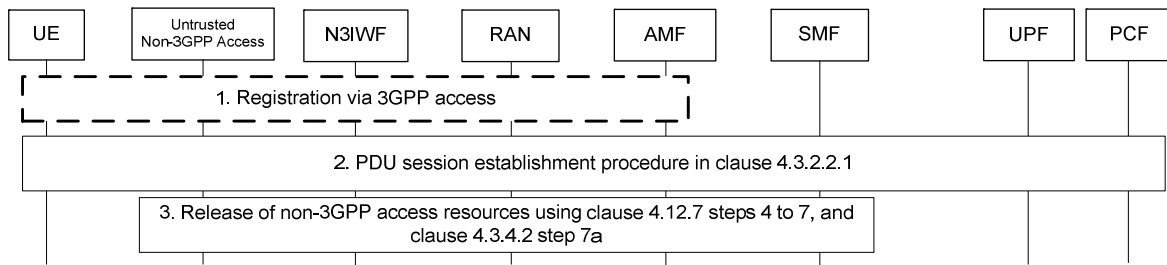 UE
Untrusted
Non-3GPP Access
N3IWF
RAN
AMF
SMF
UPF
PCF
1. Registration via 3GPP access
2. PDU session establishment procedure in clause 4.3.2.2.1
3. Release of non-3GPP access resources using clause 4.12.7 steps 4 to 7, and
clause 4.3.4.2 step 7a